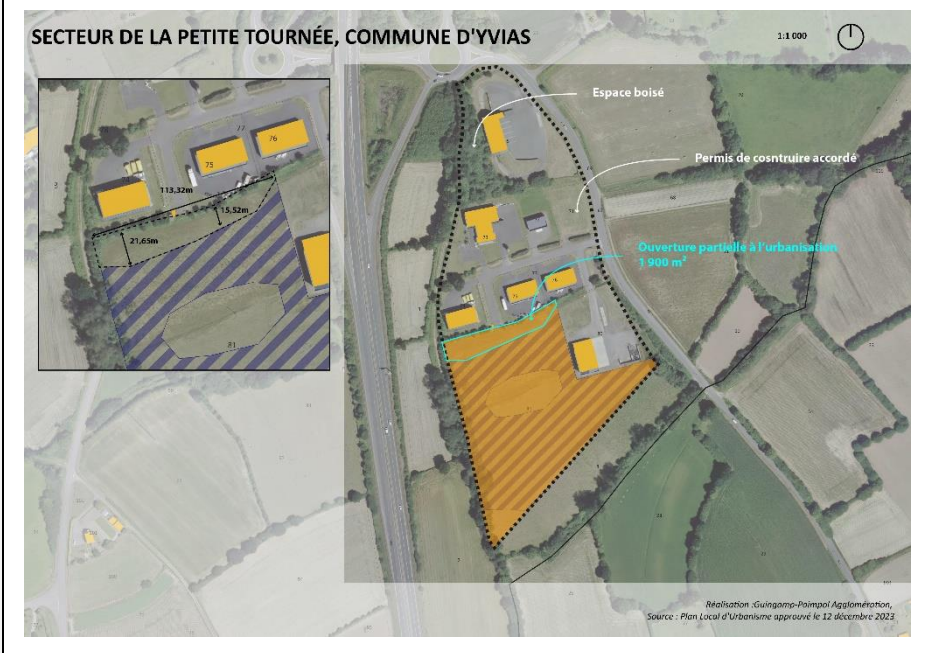 SECTEUR DE LA PETITE TOURNÉE, COMMUNE D'YVIAS
1:1 000
Espace boisé
Permis de cosntruire accordé
Ouverture partielle à l'urbanisation
1 900 m²
77
76
75
113,32m
15,52m
21,65m
81
Réalisation :Guingamp-Paimpol Agglomération,
Source : Plan Local d'Urbanisme approuvé le 12 décembre 2023